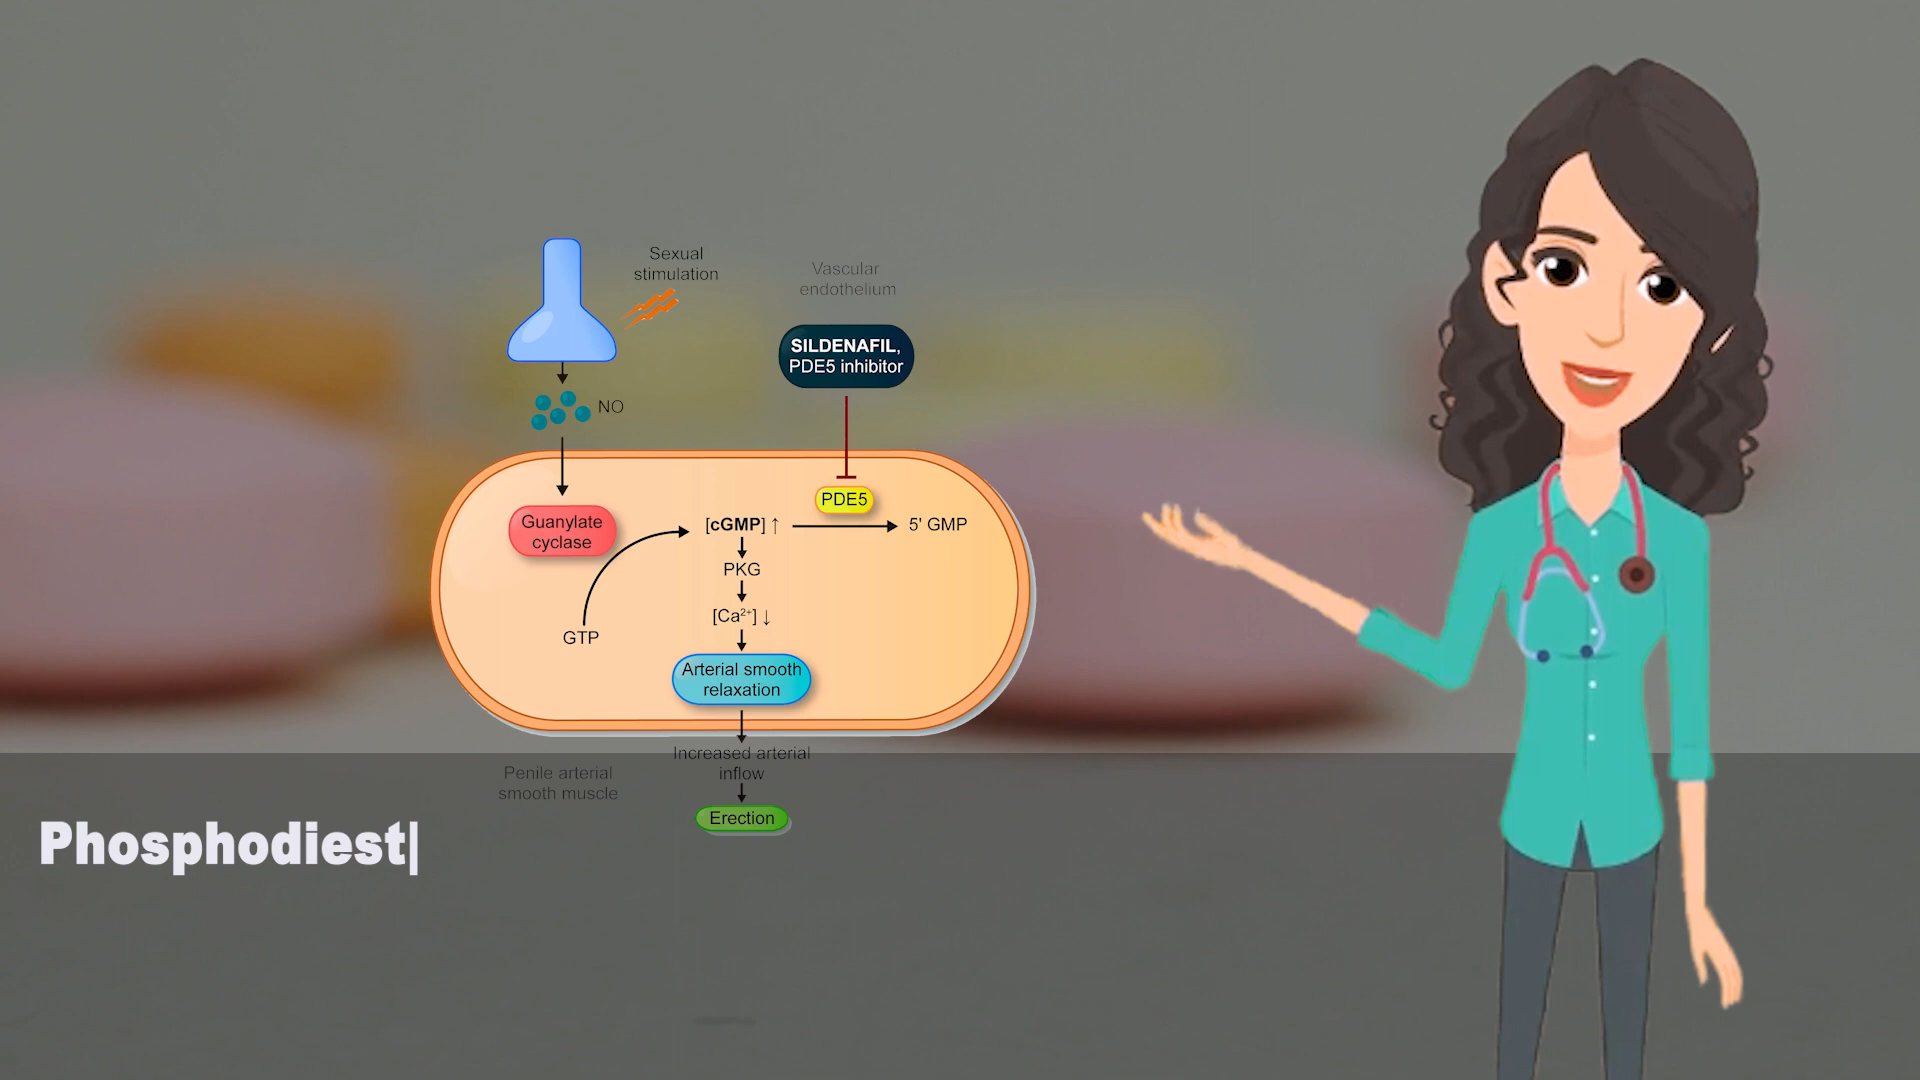 Sexual
stimulation
Vascular
endothelium
SILDENAFIL,
PDE5 inhibitor
NO
PDE5
Guanylate
cyclase
[cGMP] ↑
5' GMP
PKG
[Ca²⁺] ↓
GTP
Arterial smooth
relaxation
Increased arterial
inflow
Penile arterial
smooth muscle
Erection
Phosphodiest|